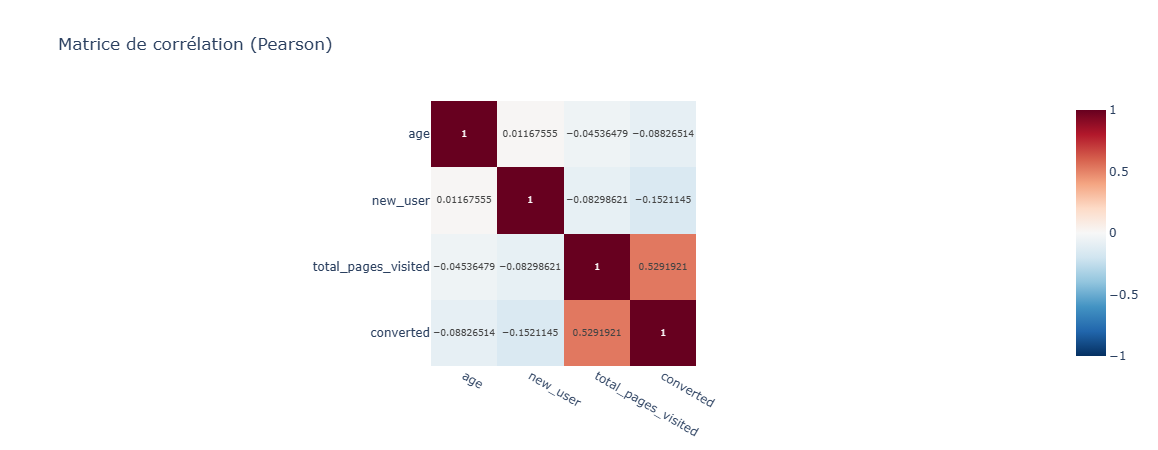 Matrice de corrélation (Pearson)
age 1 0.01167555 −0.04536479 −0.08826514
new_user 0.01167555 1 −0.08298621 −0.1521145
total_pages_visited −0.04536479 −0.08298621 1 0.5291921
converted −0.08826514 −0.1521145 0.5291921 1
age new_user total_pages_visited converted
1
0.5
0
−0.5
−1